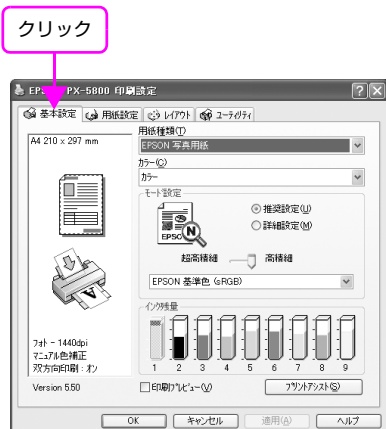 クリック
EPSON PX-5800 印刷設定
基本設定 用紙設定 レイアウト ユーティリティ
A4 210 x 297 mm
用紙種類(T)
EPSON 写真用紙
カラー(C)
カラー
モード設定
EPSON
推奨設定(U)
詳細設定(M)
超高精細 高精細
EPSON 基準色 (sRGB)
インク残量
1 2 3 4 5 6 7 8 9
フォト - 1440dpi
マニュアル色補正
双方向印刷 : オン
Version 5.50
印刷プレビュー(V)
プリントアシスト(S)
OK キャンセル 適用(A) ヘルプ